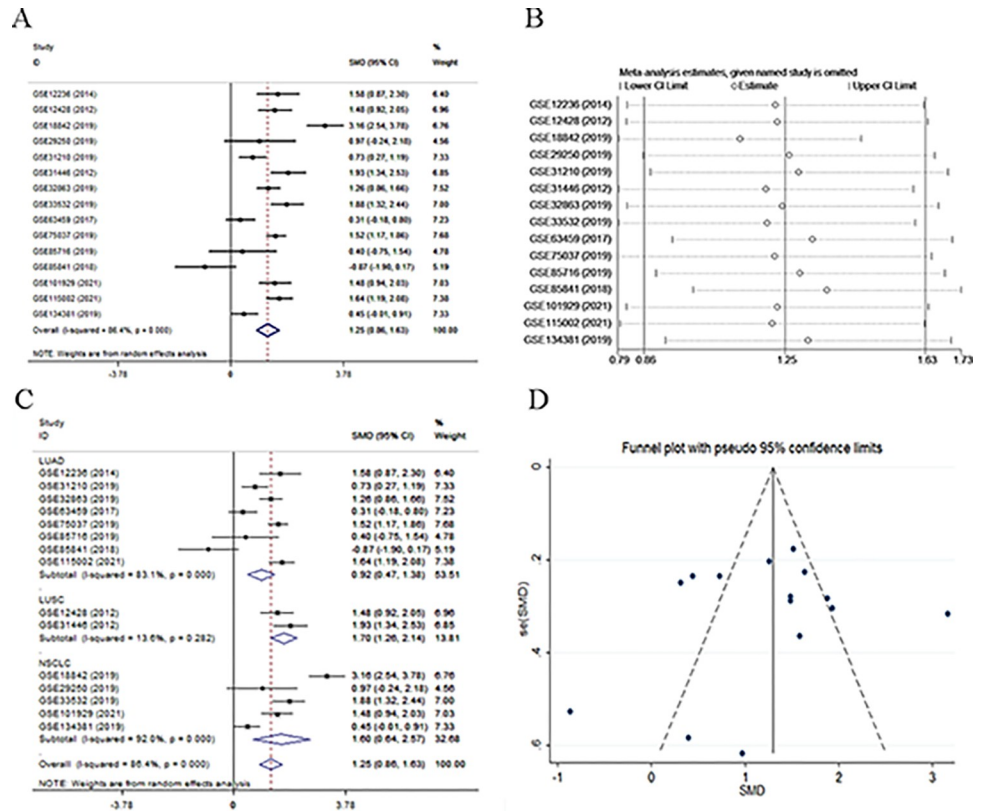 A
Study
%
ID
SMD (95% CI)
Weight
GSE12236 (2014) 1.58 (0.87, 2.30) 6.40
GSE12428 (2012) 1.48 (0.92, 2.05) 6.96
GSE18842 (2019) 3.16 (2.54, 3.78) 6.76
GSE29250 (2019) 0.97 (-0.24, 2.18) 4.56
GSE31210 (2019) 0.73 (0.27, 1.19) 7.33
GSE31446 (2012) 1.93 (1.34, 2.53) 6.85
GSE32863 (2019) 1.26 (0.86, 1.66) 7.52
GSE33532 (2019) 1.88 (1.32, 2.44) 7.00
GSE63459 (2017) 0.31 (-0.18, 0.80) 7.23
GSE75037 (2019) 1.52 (1.17, 1.86) 7.68
GSE85716 (2019) 0.40 (-0.75, 1.54) 4.78
GSE85841 (2018) -0.87 (-1.90, 0.17) 5.19
GSE101929 (2021) 1.48 (0.94, 2.03) 7.03
GSE115002 (2021) 1.64 (1.19, 2.08) 7.38
GSE134381 (2019) 0.45 (-0.01, 0.91) 7.33
Overall (I-squared = 86.4%, p = 0.000) 1.25 (0.86, 1.63) 100.00
NOTE: Weights are from random effects analysis
-3.78 0 3.78
B
Meta-analysis estimates, given named study is omitted
Lower CI Limit Estimate Upper CI Limit
GSE12236 (2014)
GSE12428 (2012)
GSE18842 (2019)
GSE29250 (2019)
GSE31210 (2019)
GSE31446 (2012)
GSE32863 (2019)
GSE33532 (2019)
GSE63459 (2017)
GSE75037 (2019)
GSE85716 (2019)
GSE85841 (2018)
GSE101929 (2021)
GSE115002 (2021)
GSE134381 (2019)
0.79 0.86 1.25 1.63 1.73
C
Study
%
ID
SMD (95% CI)
Weight
LUAD
GSE12236 (2014) 1.58 (0.87, 2.30) 6.40
GSE31210 (2019) 0.73 (0.27, 1.19) 7.33
GSE32863 (2019) 1.26 (0.86, 1.66) 7.52
GSE63459 (2017) 0.31 (-0.18, 0.80) 7.23
GSE75037 (2019) 1.52 (1.17, 1.86) 7.68
GSE85716 (2019) 0.40 (-0.75, 1.54) 4.78
GSE85841 (2018) -0.87 (-1.90, 0.17) 5.19
GSE115002 (2021) 1.64 (1.19, 2.08) 7.38
Subtotal (I-squared = 83.1%, p = 0.000) 0.92 (0.47, 1.38) 53.51
LUSC
GSE12428 (2012) 1.48 (0.92, 2.05) 6.96
GSE31446 (2012) 1.93 (1.34, 2.53) 6.85
Subtotal (I-squared = 13.6%, p = 0.282) 1.70 (1.26, 2.14) 13.81
NSCLC
GSE18842 (2019) 3.16 (2.54, 3.78) 6.76
GSE29250 (2019) 0.97 (-0.24, 2.18) 4.56
GSE33532 (2019) 1.88 (1.32, 2.44) 7.00
GSE101929 (2021) 1.48 (0.94, 2.03) 7.03
GSE134381 (2019) 0.45 (-0.01, 0.91) 7.33
Subtotal (I-squared = 92.0%, p = 0.000) 1.60 (0.64, 2.57) 32.68
Overall (I-squared = 86.4%, p = 0.000) 1.25 (0.86, 1.63) 100.00
NOTE: Weights are from random effects analysis
-3.78 0 3.78
D
Funnel plot with pseudo 95% confidence limits
0
.2
.4
.6
se(SMD)
-1 0 1 2 3
SMD